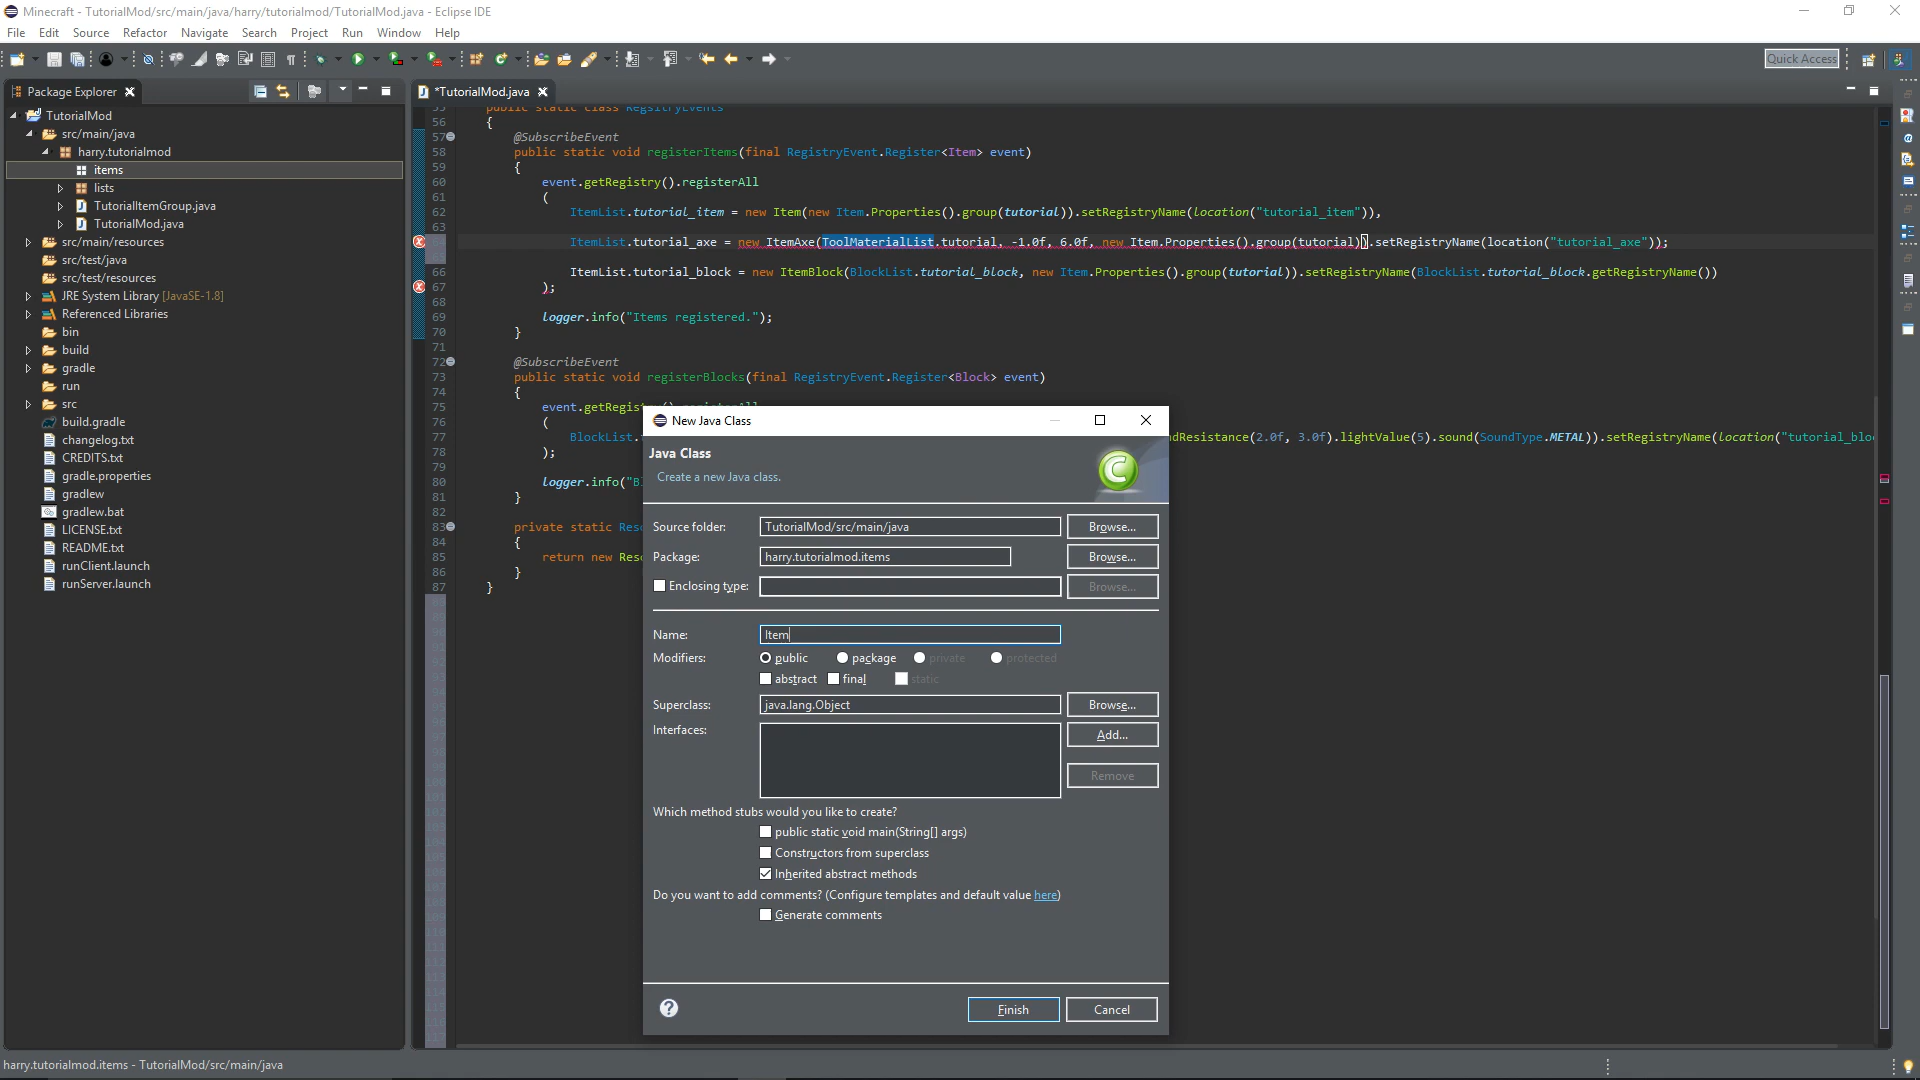 Minecraft - TutorialMod/src/main/java/harry/tutorialmod/TutorialMod.java - Eclipse IDE
File Edit Source Refactor Navigate Search Project Run Window Help
Quick Access
Package Explorer
TutorialMod
src/main/java
harry.tutorialmod
items
lists
TutorialItemGroup.java
TutorialMod.java
src/main/resources
src/test/java
src/test/resources
JRE System Library [JavaSE-1.8]
Referenced Libraries
bin
build
gradle
run
src
build.gradle
changelog.txt
CREDITS.txt
gradle.properties
gradlew
gradlew.bat
LICENSE.txt
README.txt
runClient.launch
runServer.launch
*TutorialMod.java
55 public static class RegsitryEvents
56 {
57 @SubscribeEvent
58 public static void registerItems(final RegistryEvent.Register<Item> event)
59 {
60 event.getRegistry().registerAll
61 (
62 ItemList.tutorial_item = new Item(new Item.Properties().group(tutorial)).setRegistryName(location("tutorial_item")),
63
ItemList.tutorial_axe = new ItemAxe(ToolMaterialList.tutorial, -1.0f, 6.0f, new Item.Properties().group(tutorial)).setRegistryName(location("tutorial_axe"));
66 ItemList.tutorial_block = new ItemBlock(BlockList.tutorial_block, new Item.Properties().group(tutorial)).setRegistryName(BlockList.tutorial_block.getRegistryName())
67 );
68
69 logger.info("Items registered.");
70 }
71
72 @SubscribeEvent
73 public static void registerBlocks(final RegistryEvent.Register<Block> event)
74 {
75 event.getRegistry().registerAll
76 (
77 BlockList. dResistance(2.0f, 3.0f).lightValue(5).sound(SoundType.METAL)).setRegistryName(location("tutorial_blo
78 );
79
80 logger.info("B
81 }
82
83 private static Res
84 {
85 return new Reso
86 }
87 }
New Java Class
Java Class
Create a new Java class.
Source folder: TutorialMod/src/main/java Browse...
Package: harry.tutorialmod.items Browse...
Enclosing type: Browse...
Name: Item
Modifiers: public package private protected
abstract final static
Superclass: java.lang.Object Browse...
Interfaces: Add...
Remove
Which method stubs would you like to create?
public static void main(String[] args)
Constructors from superclass
Inherited abstract methods
Do you want to add comments? (Configure templates and default value here)
Generate comments
Finish Cancel
harry.tutorialmod.items - TutorialMod/src/main/java